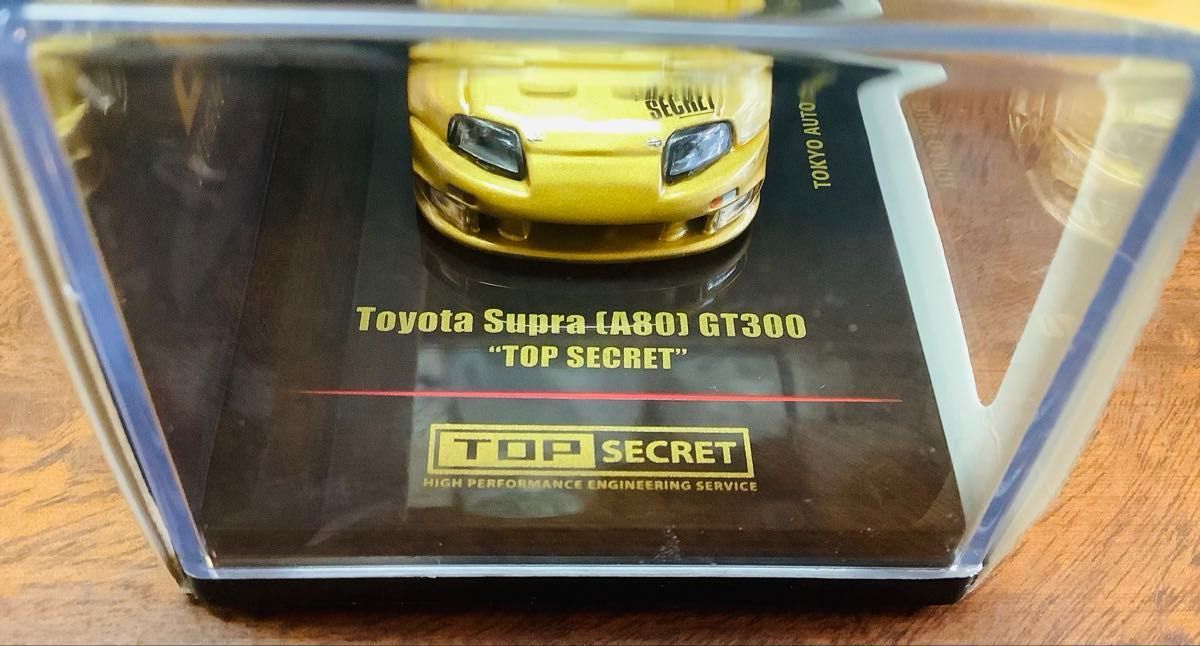 SECRET
TOKYO AUTO
Toyota Supra (A80) GT300
“TOP SECRET”
TOP SECRET
HIGH PERFORMANCE ENGINEERING SERVICE